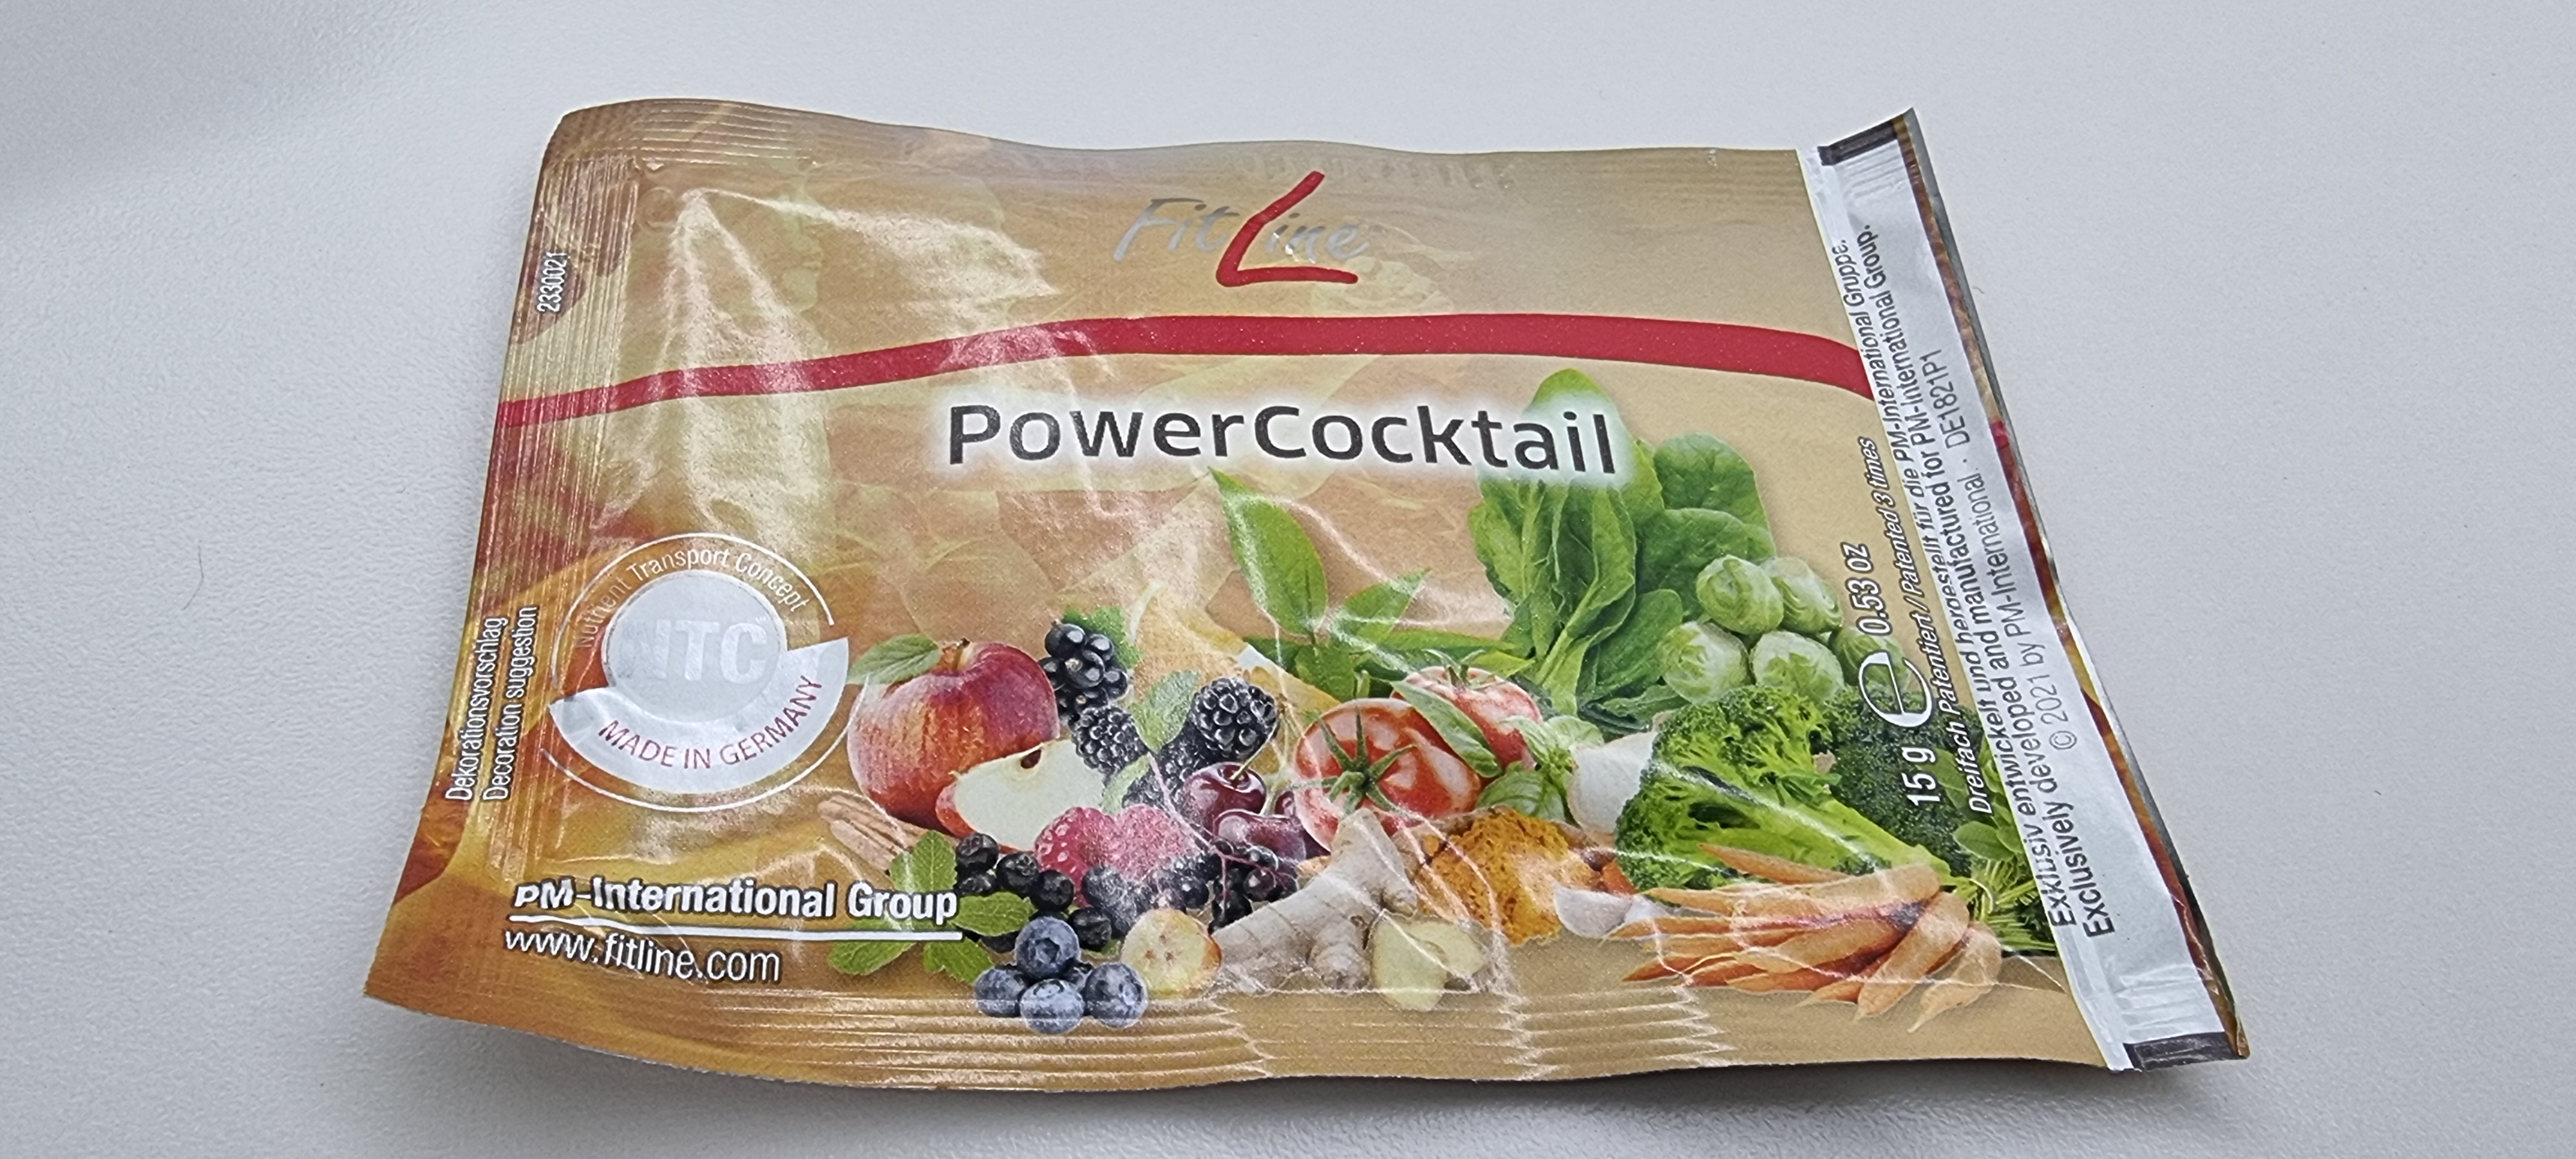 FitLine
PowerCocktail
2330021
Nutrient Transport Concept
NTC
MADE IN GERMANY
Dekorationsvorschlag
Decoration suggestion
PM-International Group
www.fitline.com
15 g e 0.53 oz
Dreifach Patentiert / Patented 3 times
Exklusiv entwickelt und hergestellt für die PM-International Gruppe.
Exclusively developed and manufactured for PM-International Group.
© 2021 by PM-International · DE1821P1